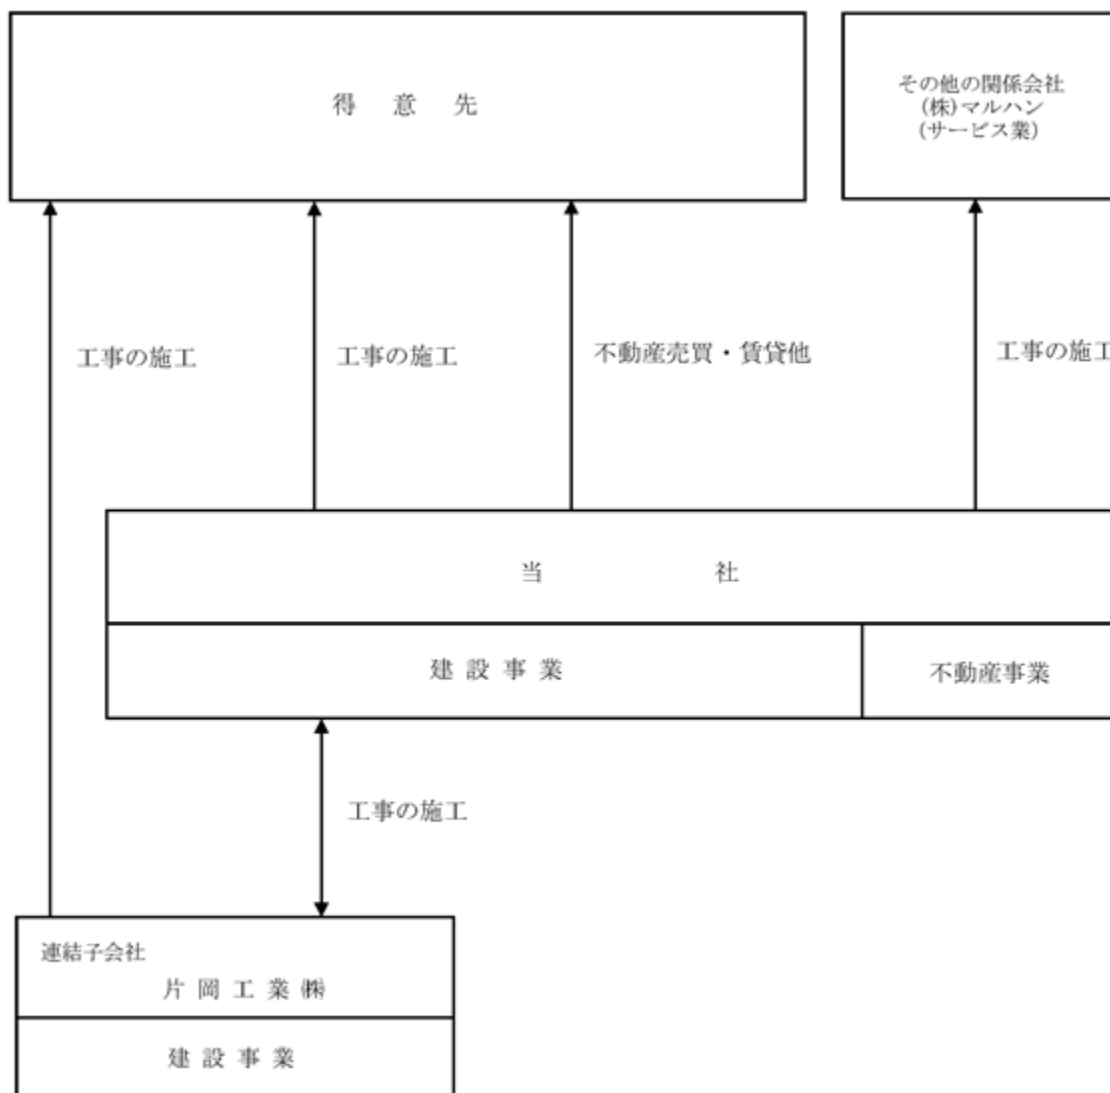 得意先
その他の関係会社
(株)マルハン
(サービス業)
工事の施工
工事の施工
不動産売買・賃貸他
工事の施工
当社
建設事業
不動産事業
工事の施工
連結子会社
片岡工業㈱
建設事業